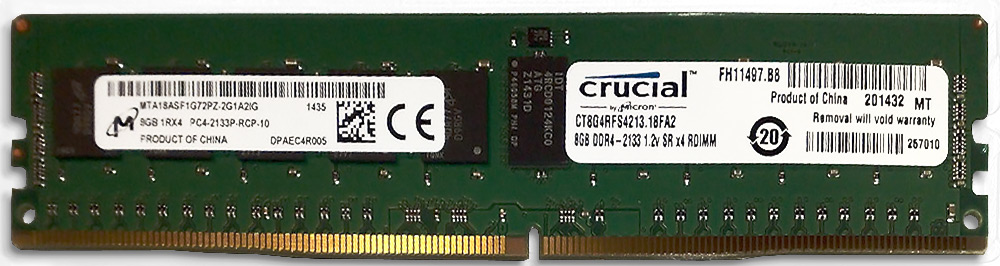 MTA18ASF1G72PZ-2G1A2IG 1435
8GB 1RX4 PC4-2133P-RCP-10
PRODUCT OF CHINA DPAEC4R005
CE
IDT
4RCD0124KC0
ATG
Z1431D
crucial
by Micron
CT8G4RFS4213.18FA2
8GB DDR4-2133 1.2v SR x4 RDIMM
FH11497.B8
Product of China 201432 MT
Removal will void warranty
20
257010